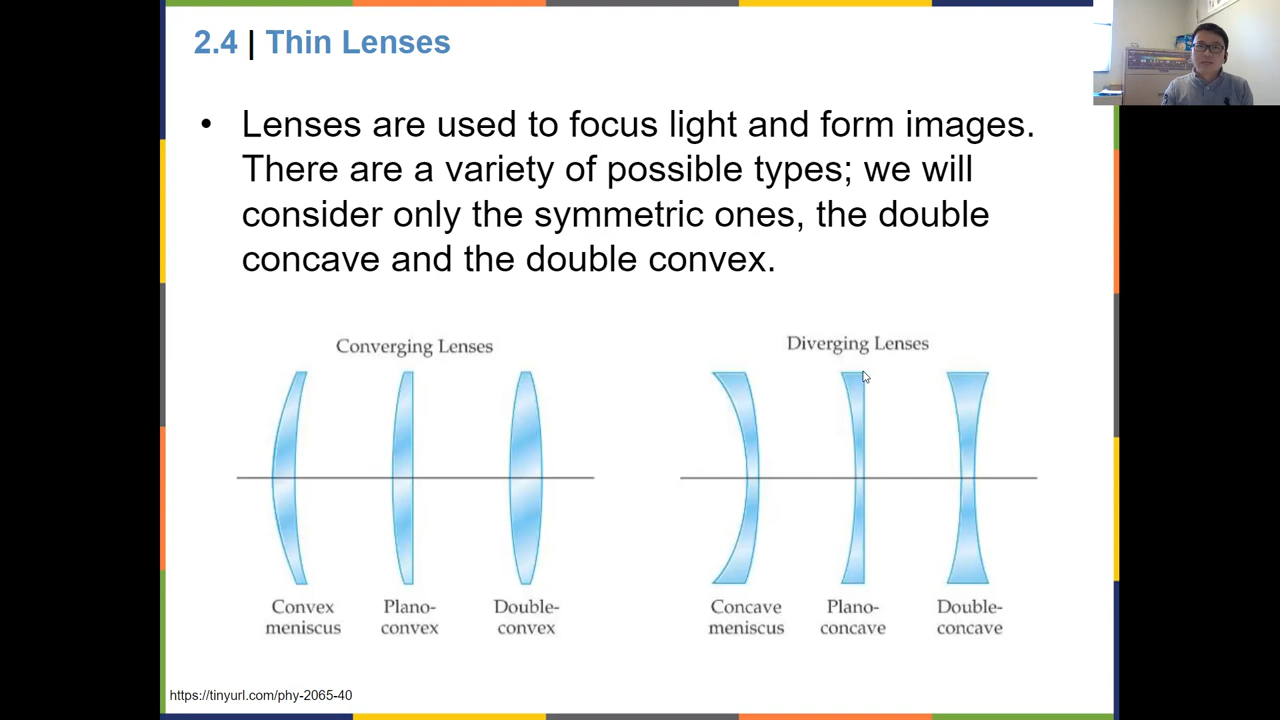 2.4 | Thin Lenses
• Lenses are used to focus light and form images.
There are a variety of possible types; we will
consider only the symmetric ones, the double
concave and the double convex.
Converging Lenses
Diverging Lenses
Convex
meniscus
Plano-
convex
Double-
convex
Concave
meniscus
Plano-
concave
Double-
concave
https://tinyurl.com/phy-2065-40